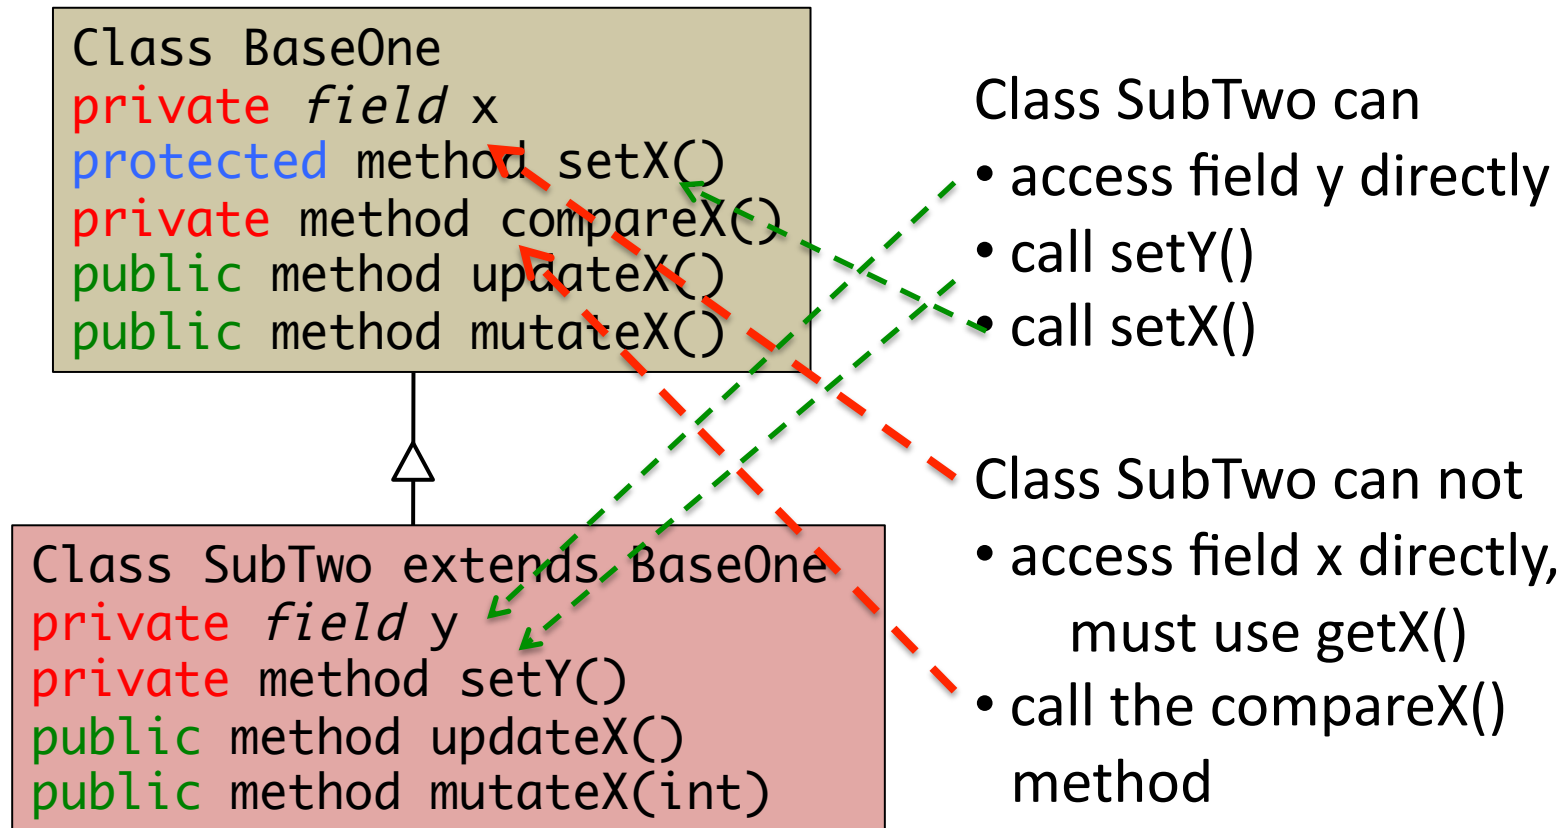 Class BaseOne
private field x
protected method setX()
private method compareX()
public method updateX()
public method mutateX()
Class SubTwo extends BaseOne
private field y
private method setY()
public method updateX()
public method mutateX(int)
Class SubTwo can
• access field y directly
• call setY()
• call setX()
Class SubTwo can not
• access field x directly,
must use getX()
• call the compareX()
method